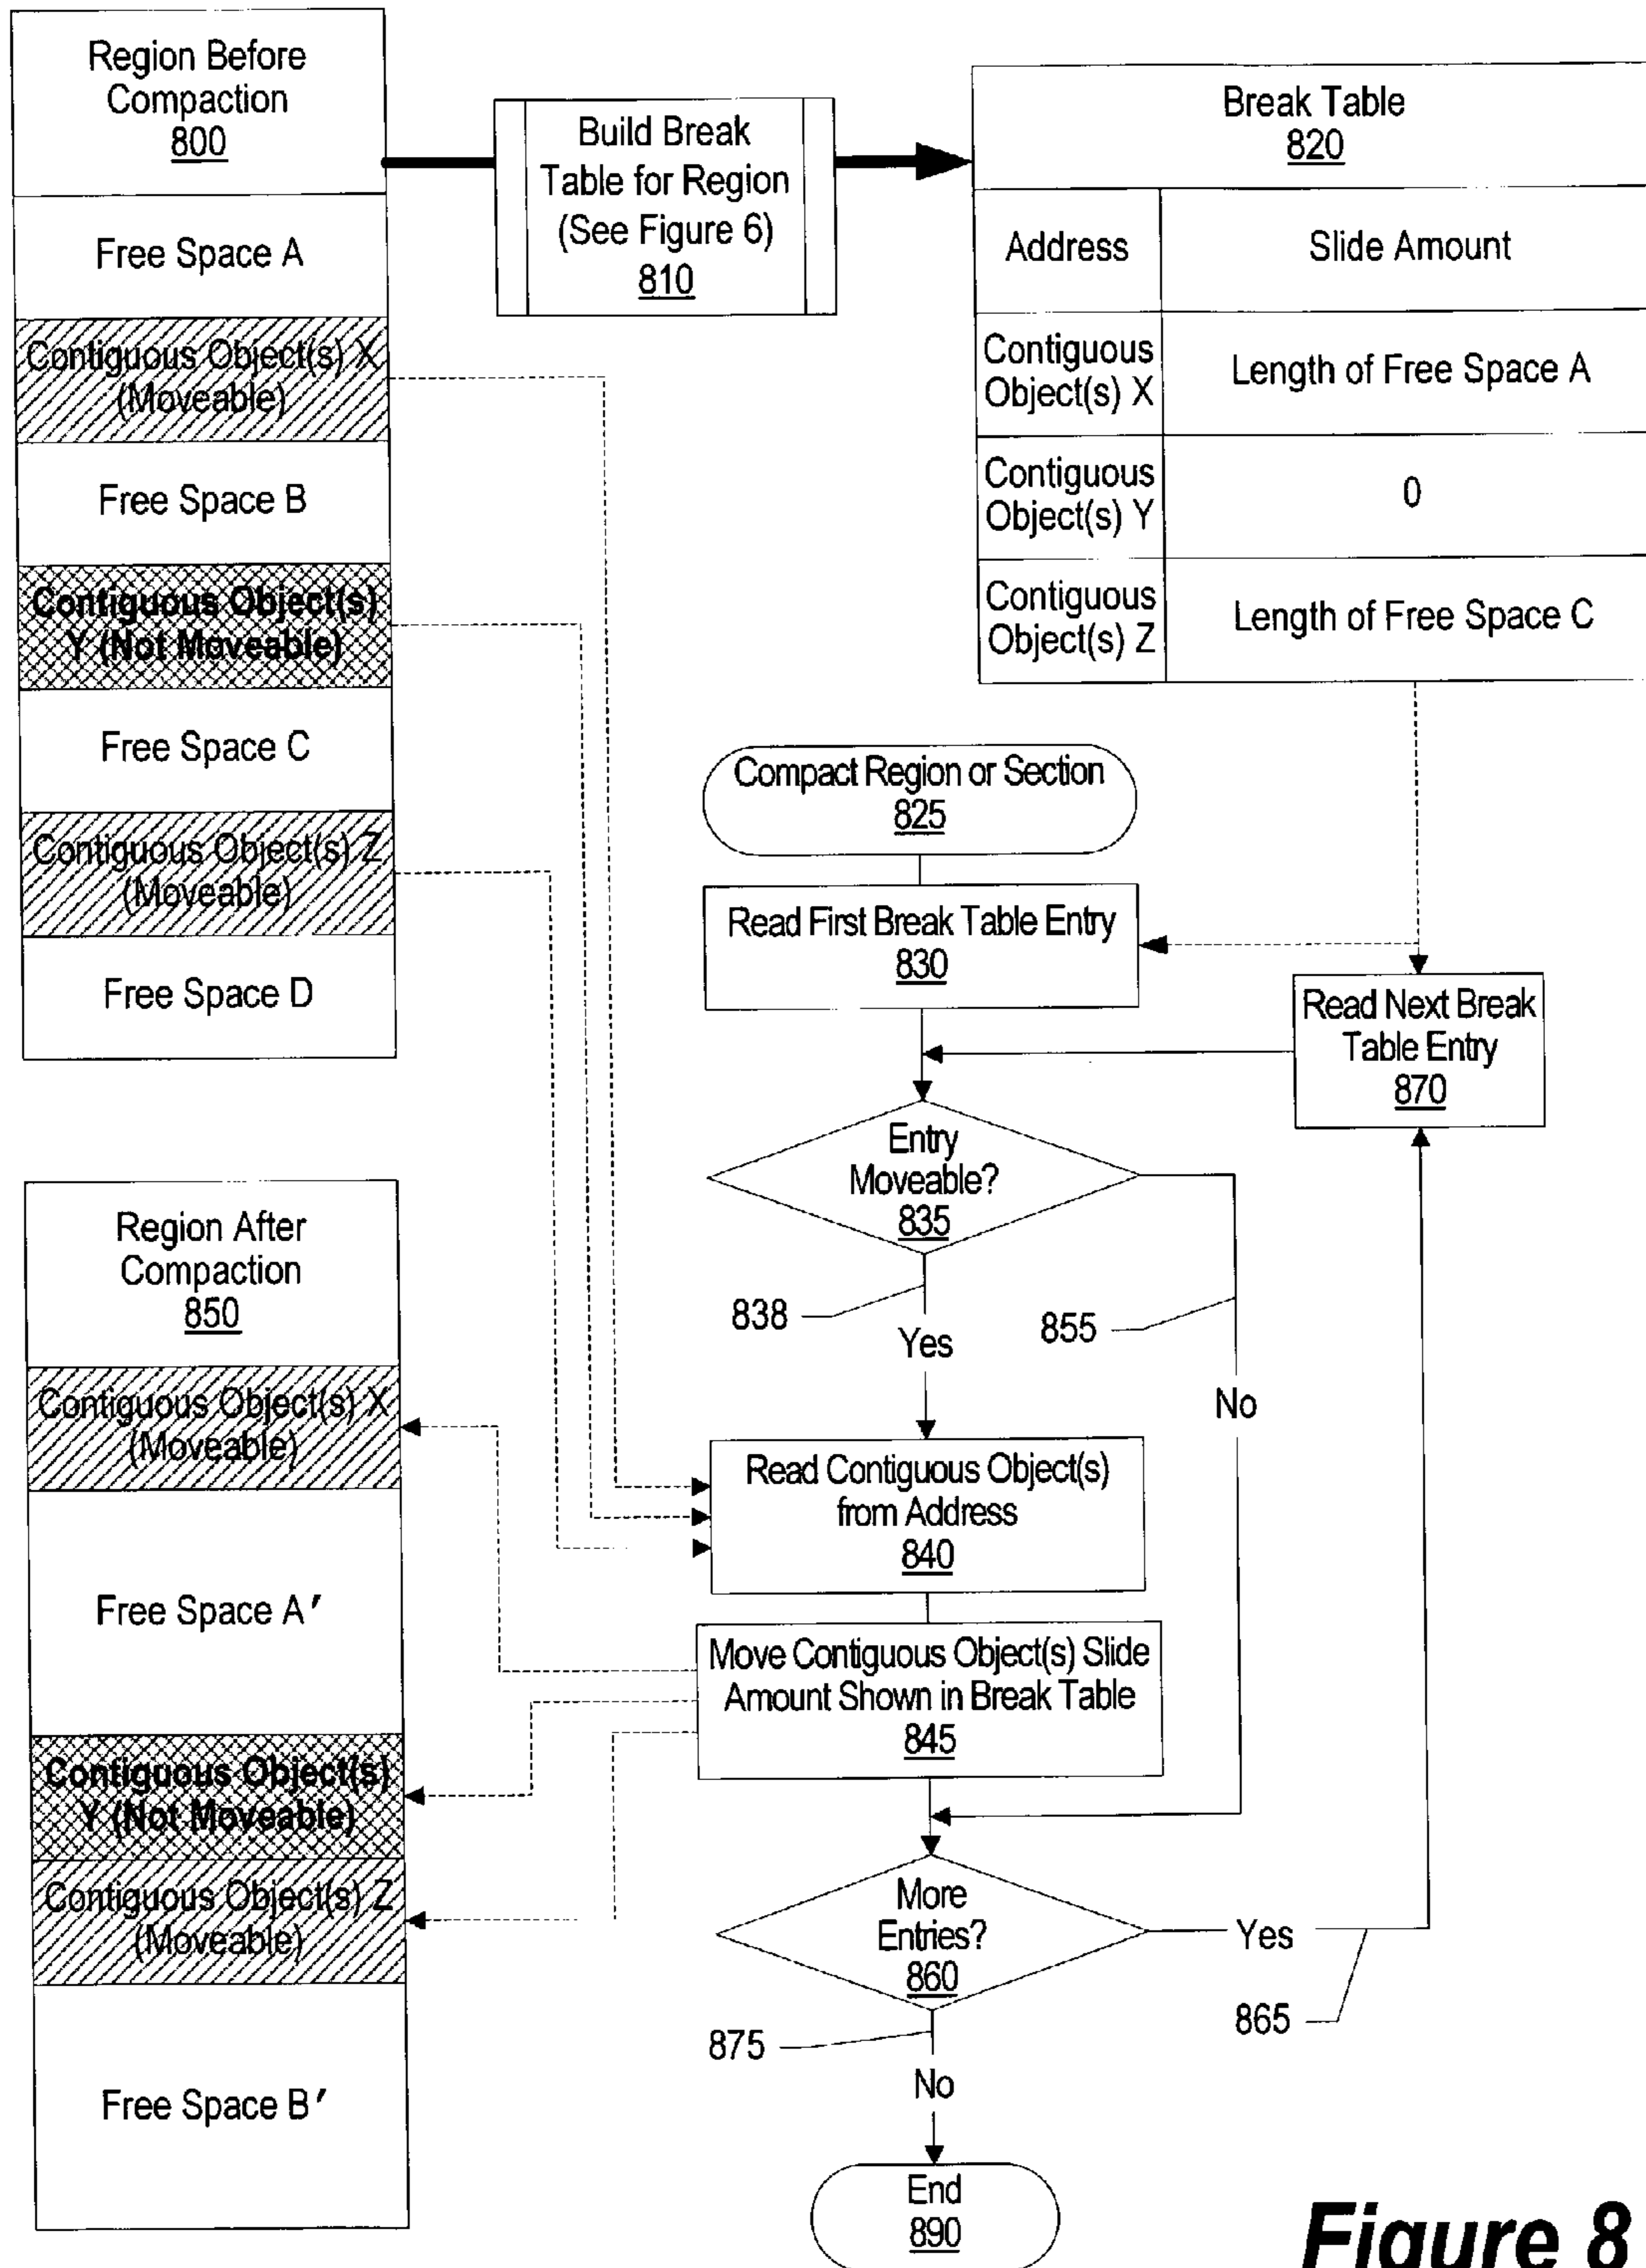 Region Before
Compaction
800
Free Space A
Contiguous Object(s) X
(Moveable)
Free Space B
Contiguous Object(s)
Y (Not Moveable)
Free Space C
Contiguous Object(s) Z
(Moveable)
Free Space D
Build Break
Table for Region
(See Figure 6)
810
Break Table
820
Address
Slide Amount
Contiguous
Object(s) X
Length of Free Space A
Contiguous
Object(s) Y
0
Contiguous
Object(s) Z
Length of Free Space C
Compact Region or Section
825
Read First Break Table Entry
830
Read Next Break
Table Entry
870
Entry
Moveable?
835
838
Yes
855
No
Read Contiguous Object(s)
from Address
840
Move Contiguous Object(s) Slide
Amount Shown in Break Table
845
More
Entries?
860
Yes
865
875
No
End
890
Region After
Compaction
850
Contiguous Object(s) X
(Moveable)
Free Space A′
Contiguous Object(s)
Y (Not Moveable)
Contiguous Object(s) Z
(Moveable)
Free Space B′
Figure 8